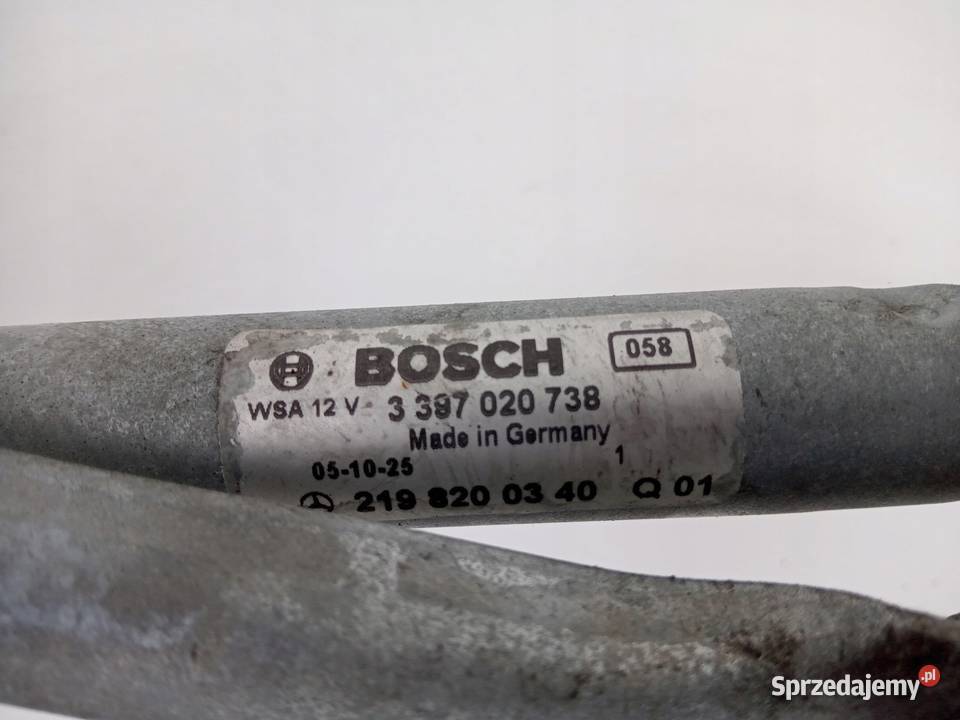 BOSCH 058
WSA 12 V 3 397 020 738
Made in Germany
05-10-25 1
219 820 03 40 Q 01
Sprzedajemy.pl